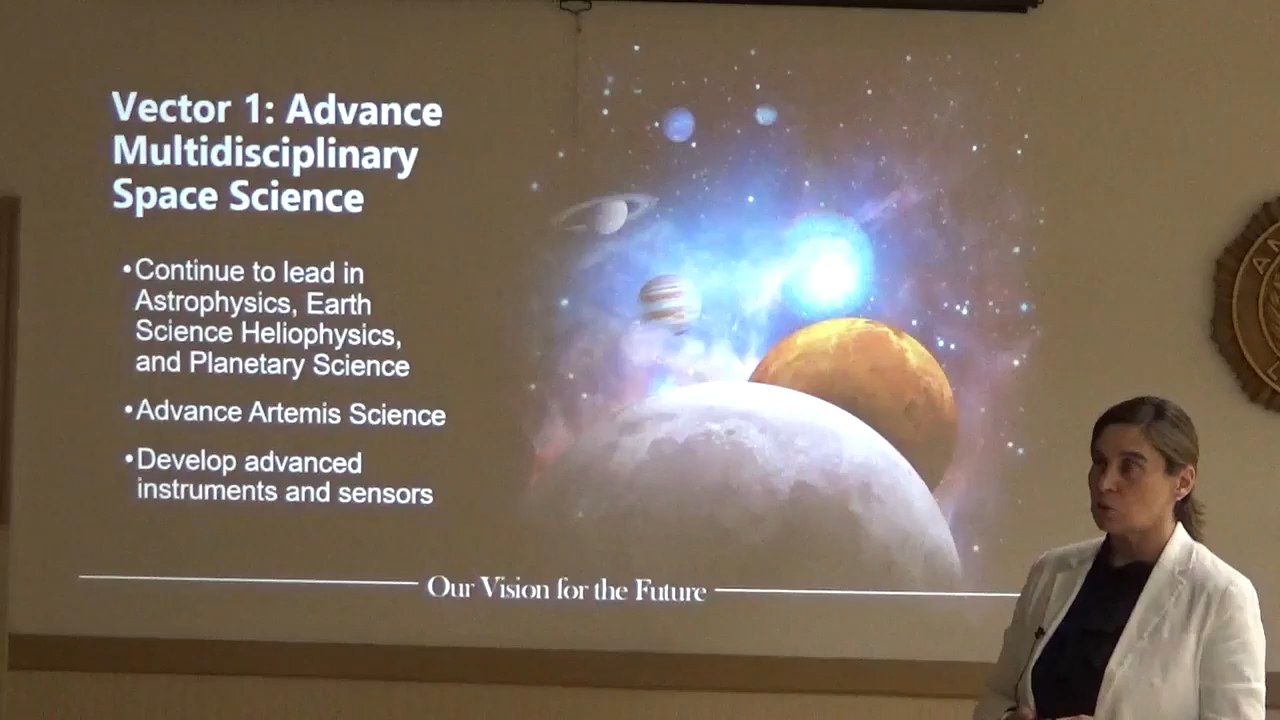 Vector 1: Advance
Multidisciplinary
Space Science
•Continue to lead in
Astrophysics, Earth
Science Heliophysics,
and Planetary Science
•Advance Artemis Science
•Develop advanced
instruments and sensors
Our Vision for the Future